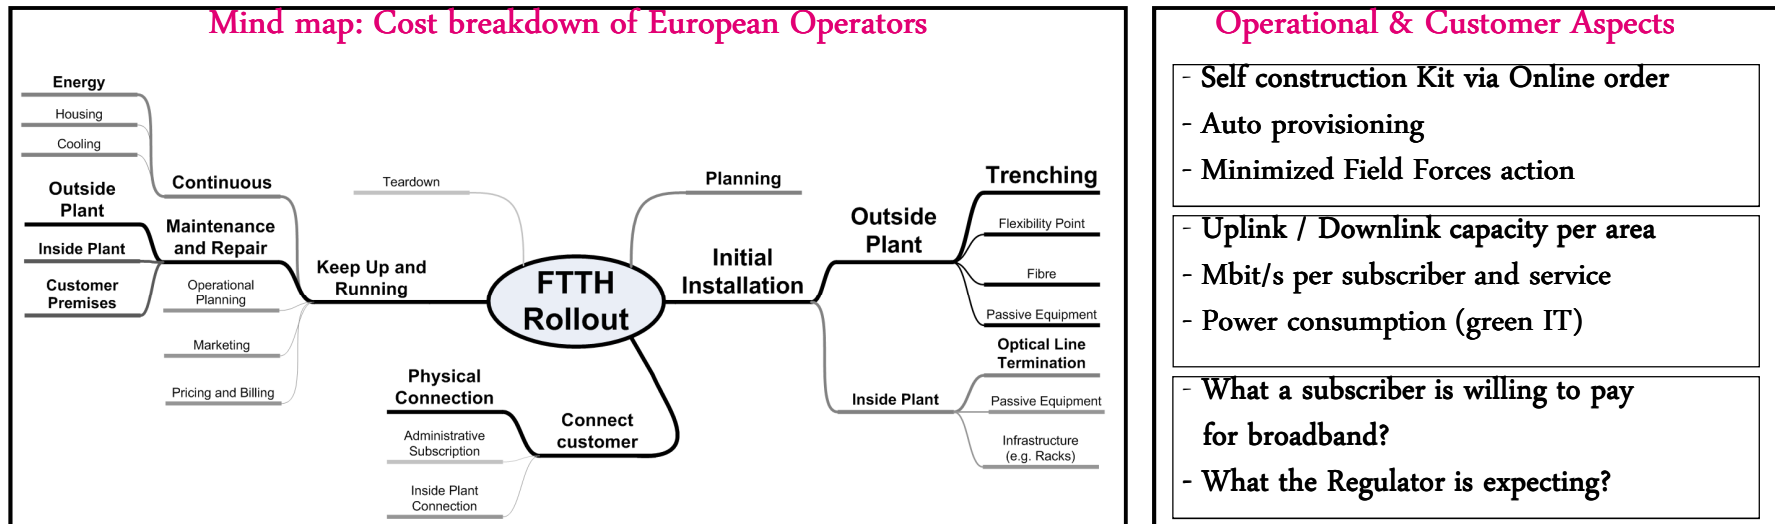 Mind map: Cost breakdown of European Operators
Energy
Housing
Cooling
Continuous
Outside
Plant
Inside Plant
Customer
Premises
Maintenance
and Repair
Operational
Planning
Marketing
Pricing and Billing
Keep Up and
Running
Teardown
FTTH
Rollout
Planning
Initial
Installation
Outside
Plant
Trenching
Flexibility Point
Fibre
Passive Equipment
Optical Line
Termination
Inside Plant
Passive Equipment
Infrastructure
(e.g. Racks)
Physical
Connection
Administrative
Subscription
Inside Plant
Connection
Connect
customer
Operational & Customer Aspects
- Self construction Kit via Online order
- Auto provisioning
- Minimized Field Forces action
- Uplink / Downlink capacity per area
- Mbit/s per subscriber and service
- Power consumption (green IT)
- What a subscriber is willing to pay
for broadband?
- What the Regulator is expecting?